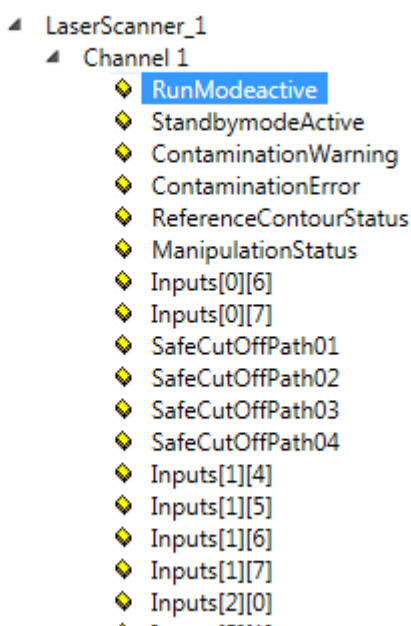 LaserScanner_1
Channel 1
RunModeactive
StandbymodeActive
ContaminationWarning
ContaminationError
ReferenceContourStatus
ManipulationStatus
Inputs[0][6]
Inputs[0][7]
SafeCutOffPath01
SafeCutOffPath02
SafeCutOffPath03
SafeCutOffPath04
Inputs[1][4]
Inputs[1][5]
Inputs[1][6]
Inputs[1][7]
Inputs[2][0]